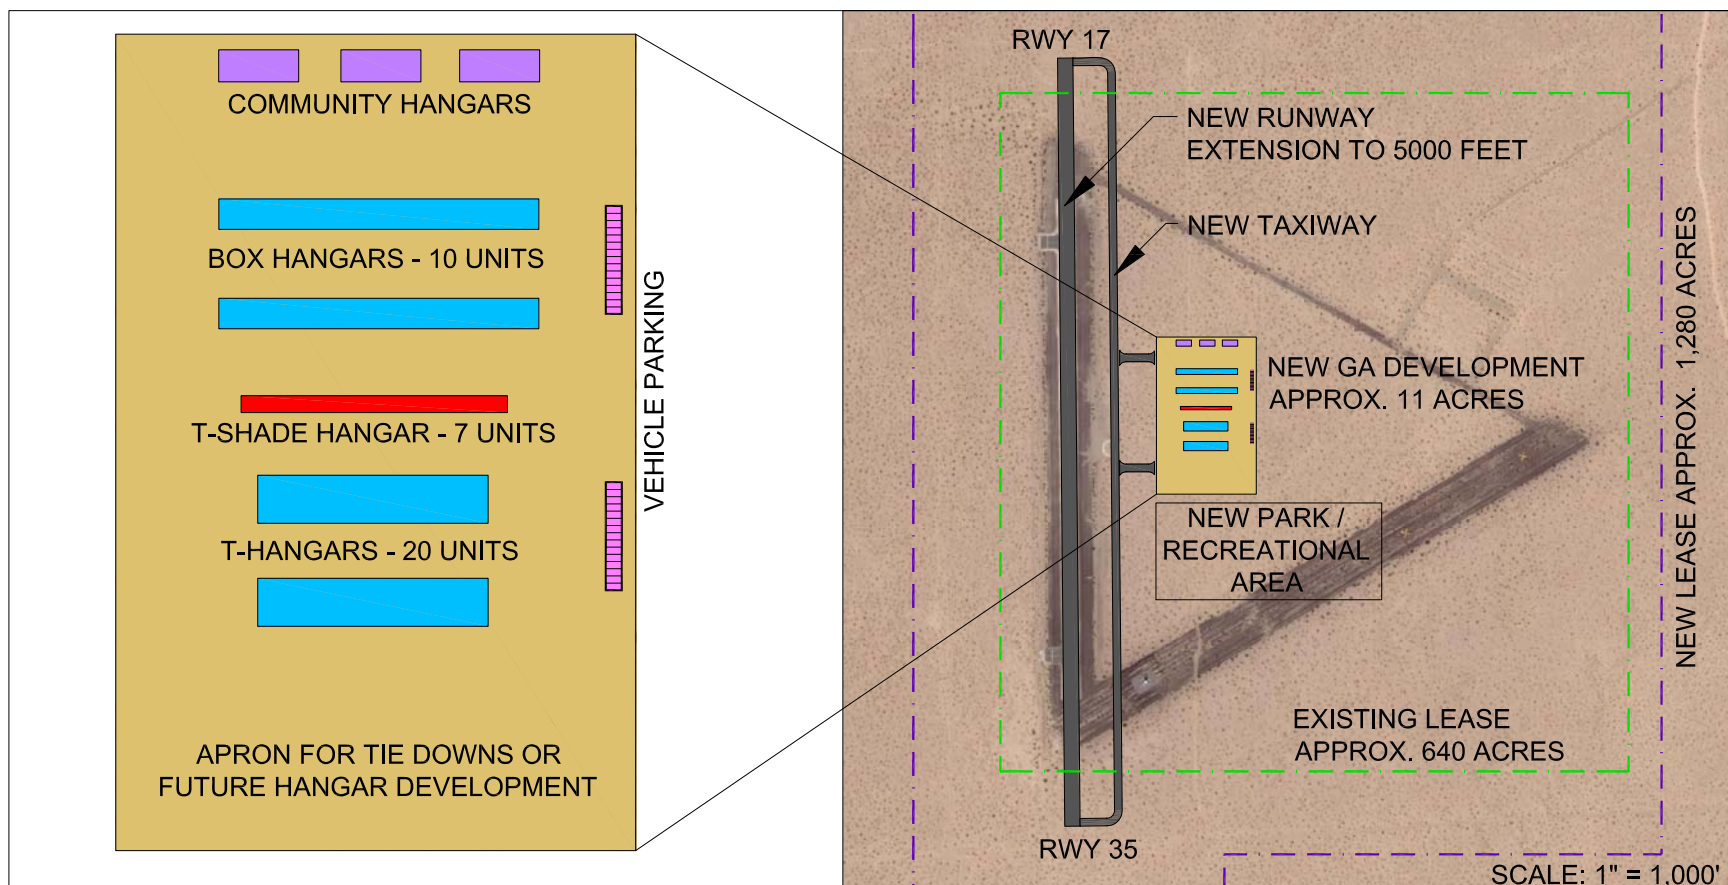 COMMUNITY HANGARS
BOX HANGARS - 10 UNITS
T-SHADE HANGAR - 7 UNITS
T-HANGARS - 20 UNITS
APRON FOR TIE DOWNS OR
FUTURE HANGAR DEVELOPMENT
VEHICLE PARKING
RWY 17
NEW RUNWAY
EXTENSION TO 5000 FEET
NEW TAXIWAY
NEW GA DEVELOPMENT
APPROX. 11 ACRES
NEW PARK /
RECREATIONAL
AREA
EXISTING LEASE
APPROX. 640 ACRES
RWY 35
NEW LEASE APPROX. 1,280 ACRES
SCALE: 1" = 1,000'